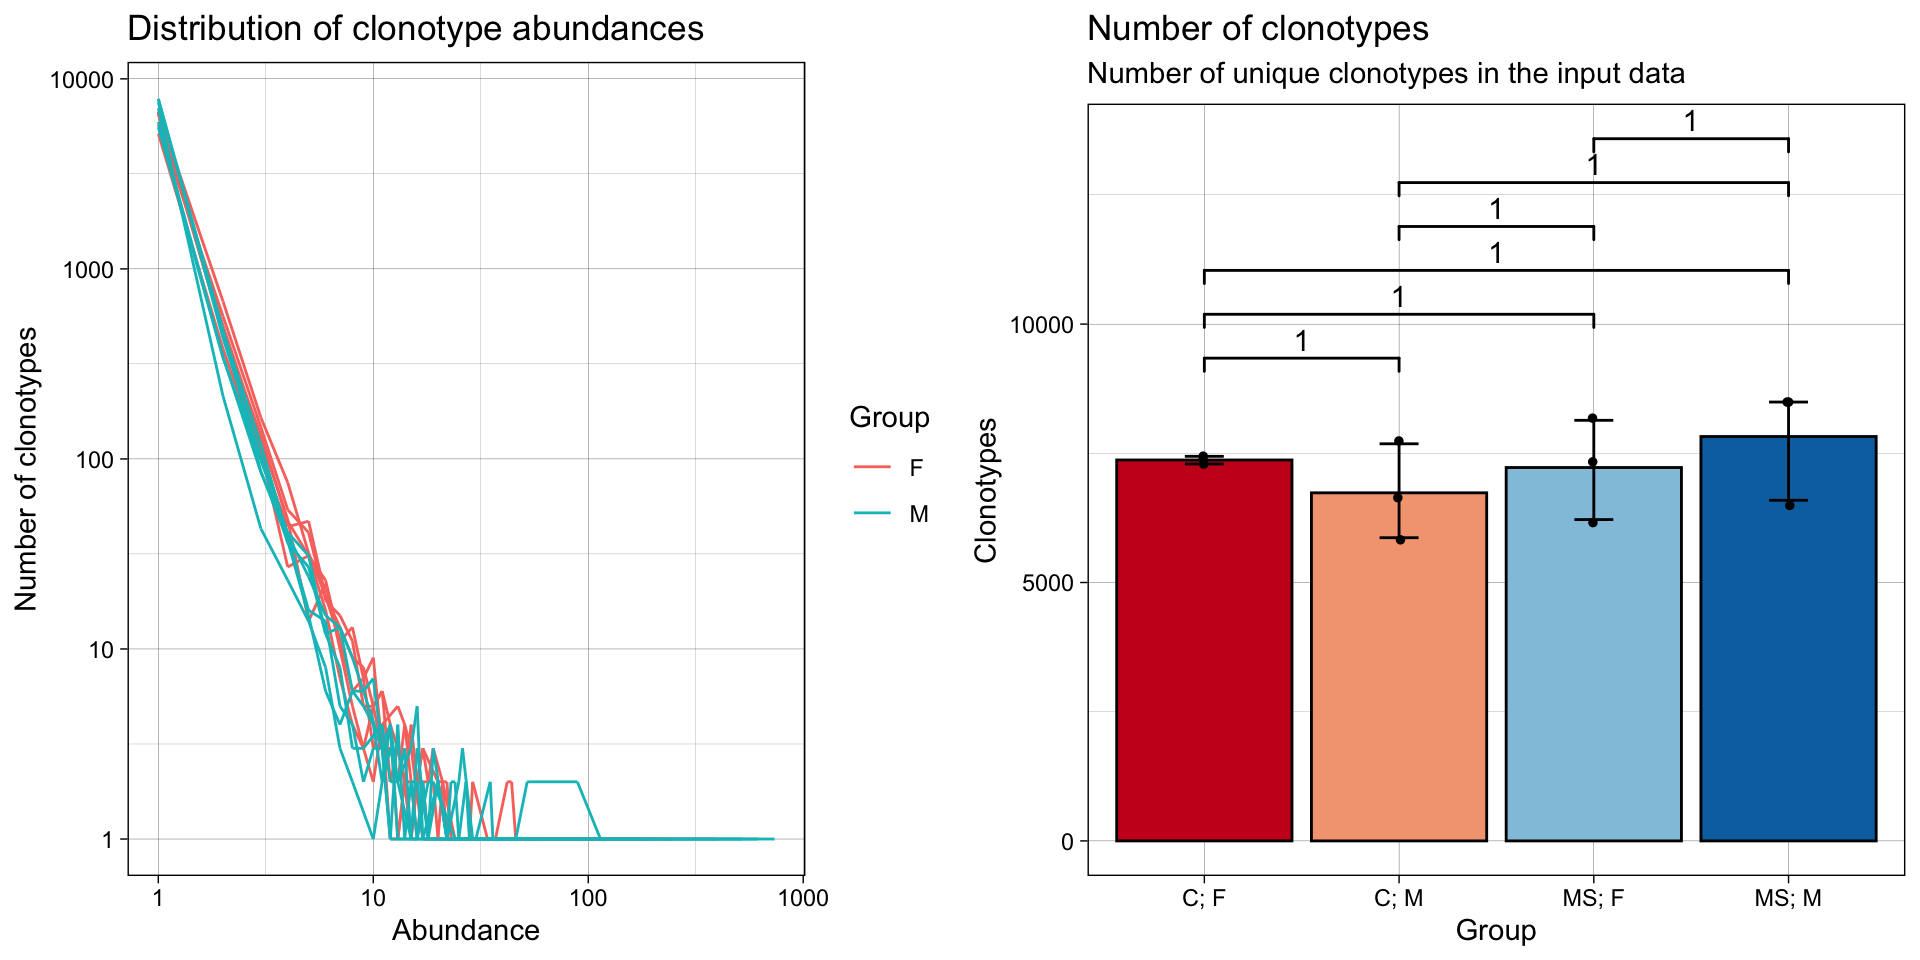 Distribution of clonotype abundances
Number of clonotypes
10000
1000
100
10
1
1
10
100
1000
Abundance
Group
F
M
Number of clonotypes
Number of unique clonotypes in the input data
Clonotypes
10000
5000
0
1
1
1
1
1
1
C; F
C; M
MS; F
MS; M
Group